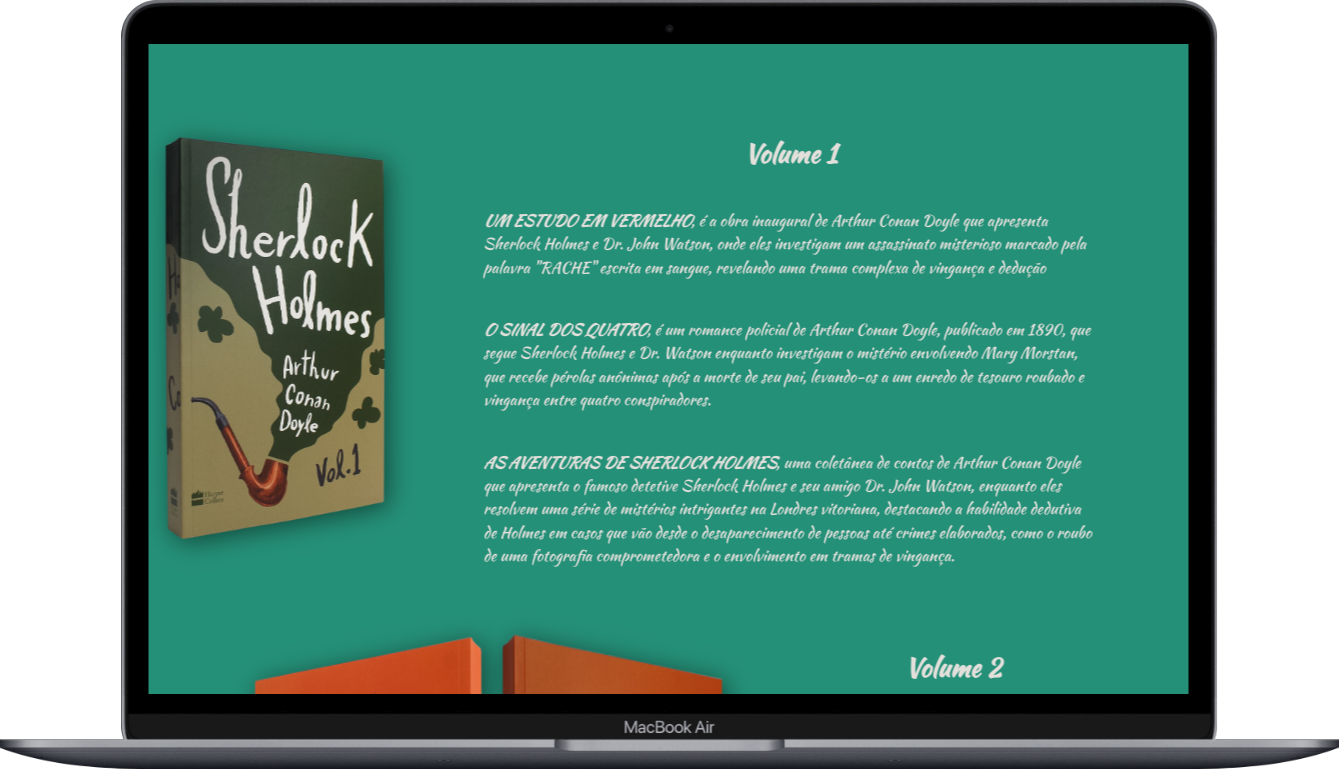 Sherlock
Holmes
Arthur
Conan
Doyle
Vol.1
Harper
Collins
Volume 1
UM ESTUDO EM VERMELHO, é a obra inaugural de Arthur Conan Doyle que apresenta
Sherlock Holmes e Dr. John Watson, onde eles investigam um assassinato misterioso marcado pela
palavra "RACHE" escrita em sangue, revelando uma trama complexa de vingança e dedução
O SINAL DOS QUATRO, é um romance policial de Arthur Conan Doyle, publicado em 1890, que
segue Sherlock Holmes e Dr. Watson enquanto investigam o mistério envolvendo Mary Morstan,
que recebe pérolas anônimas após a morte de seu pai, levando-os a um enredo de tesouro roubado e
vingança entre quatro conspiradores.
AS AVENTURAS DE SHERLOCK HOLMES, uma coletânea de contos de Arthur Conan Doyle
que apresenta o famoso detetive Sherlock Holmes e seu amigo Dr. John Watson, enquanto eles
resolvem uma série de mistérios intrigantes na Londres vitoriana, destacando a habilidade dedutiva
de Holmes em casos que vão desde o desaparecimento de pessoas até crimes elaborados, como o roubo
de uma fotografia comprometedora e o envolvimento em tramas de vingança.
Volume 2
MacBook Air